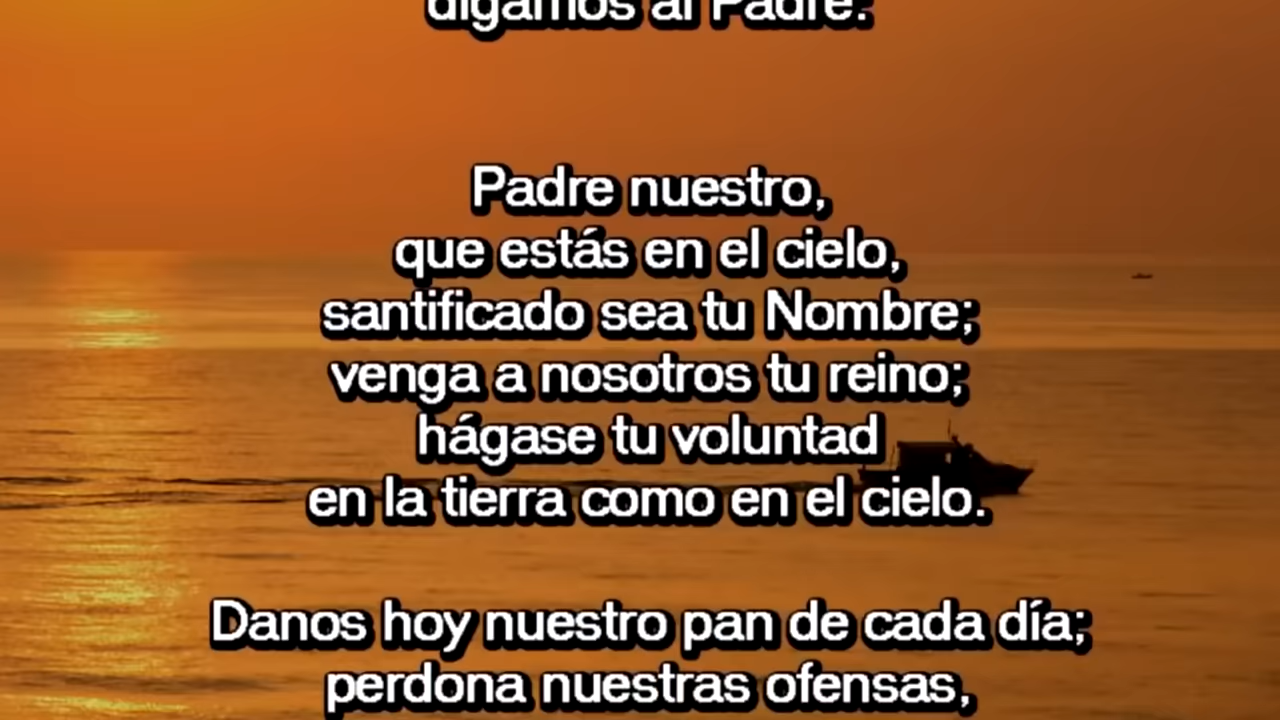 digamos al Padre:
Padre nuestro,
que estás en el cielo,
santificado sea tu Nombre;
venga a nosotros tu reino;
hágase tu voluntad
en la tierra como en el cielo.
Danos hoy nuestro pan de cada día;
perdona nuestras ofensas,